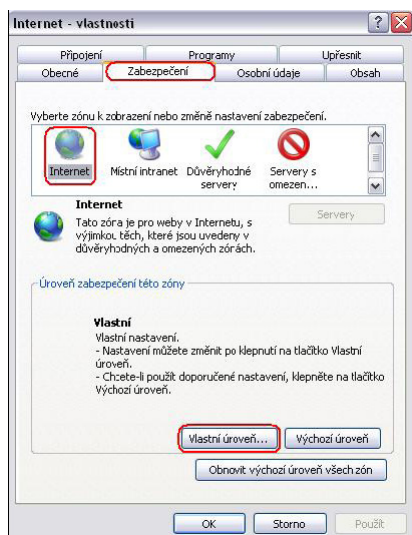 Internet - vlastnosti
Připojení Programy Upřesnit
Obecné Zabezpečení Osobní údaje Obsah
Vyberte zónu k zobrazení nebo změně nastavení zabezpečení.
Internet Místní intranet Důvěryhodné servery Servery s omezen...
Internet
Tato zóna je pro weby v Internetu, s
výjimkou těch, které jsou uvedeny v
důvěryhodných a omezených zónách.
Servery
Úroveň zabezpečení této zóny
Vlastní
Vlastní nastavení.
- Nastavení můžete změnit po klepnutí na tlačítko Vlastní
úroveň.
- Chcete-li použít doporučené nastavení, klepněte na tlačítko
Výchozí úroveň.
Vlastní úroveň... Výchozí úroveň
Obnovit výchozí úroveň všech zón
OK Storno Použít